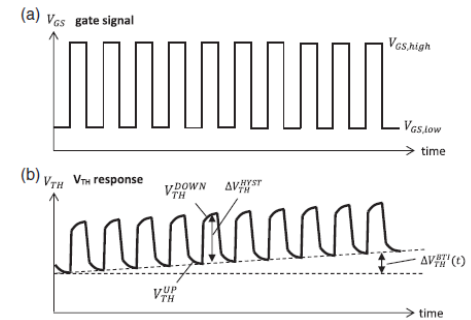 (a) V_GS gate signal
V_GS,high
V_GS,low
time
(b) V_TH V_TH response
V_TH^DOWN
ΔV_TH^HYST
ΔV_TH^BTI(t)
V_TH^UP
time